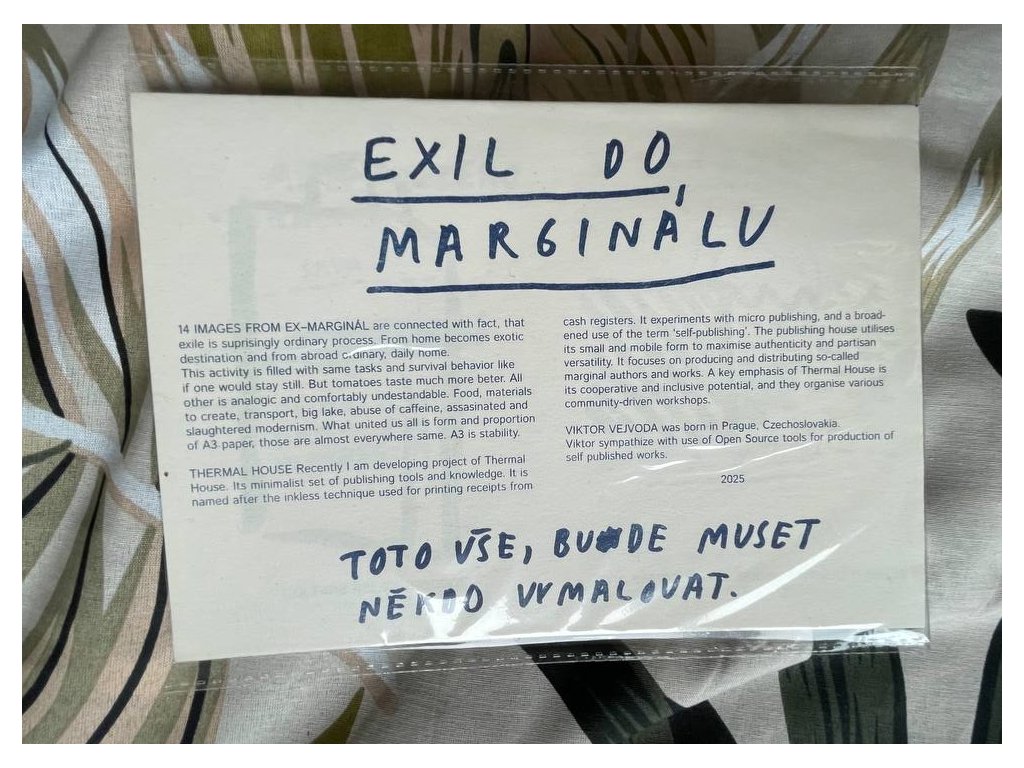 EXIL DO
MARGINÁLU
14 IMAGES FROM EX–MARGINÁL are connected with fact, that
exile is suprisingly ordinary process. From home becomes exotic
destination and from abroad ordinary, daily home.
This activity is filled with same tasks and survival behavior like
if one would stay still. But tomatoes taste much more beter. All
other is analogic and comfortably undestandable. Food, materials
to create, transport, big lake, abuse of caffeine, assasinated and
slaughtered modernism. What united us all is form and proportion
of A3 paper, those are almost everywhere same. A3 is stability.
THERMAL HOUSE Recently I am developing project of Thermal
House. Its minimalist set of publishing tools and knowledge. It is
named after the inkless technique used for printing receipts from
cash registers. It experiments with micro publishing, and a broad-
ened use of the term ‘self-publishing’. The publishing house utilises
its small and mobile form to maximise authenticity and partisan
versatility. It focuses on producing and distributing so-called
marginal authors and works. A key emphasis of Thermal House is
its cooperative and inclusive potential, and they organise various
community-driven workshops.
VIKTOR VEJVODA was born in Prague, Czechoslovakia.
Viktor sympathize with use of Open Source tools for production of
self published works.
2025
TOTO VŠE, BUDE MUSET
NĚKDO VYMALOVAT.